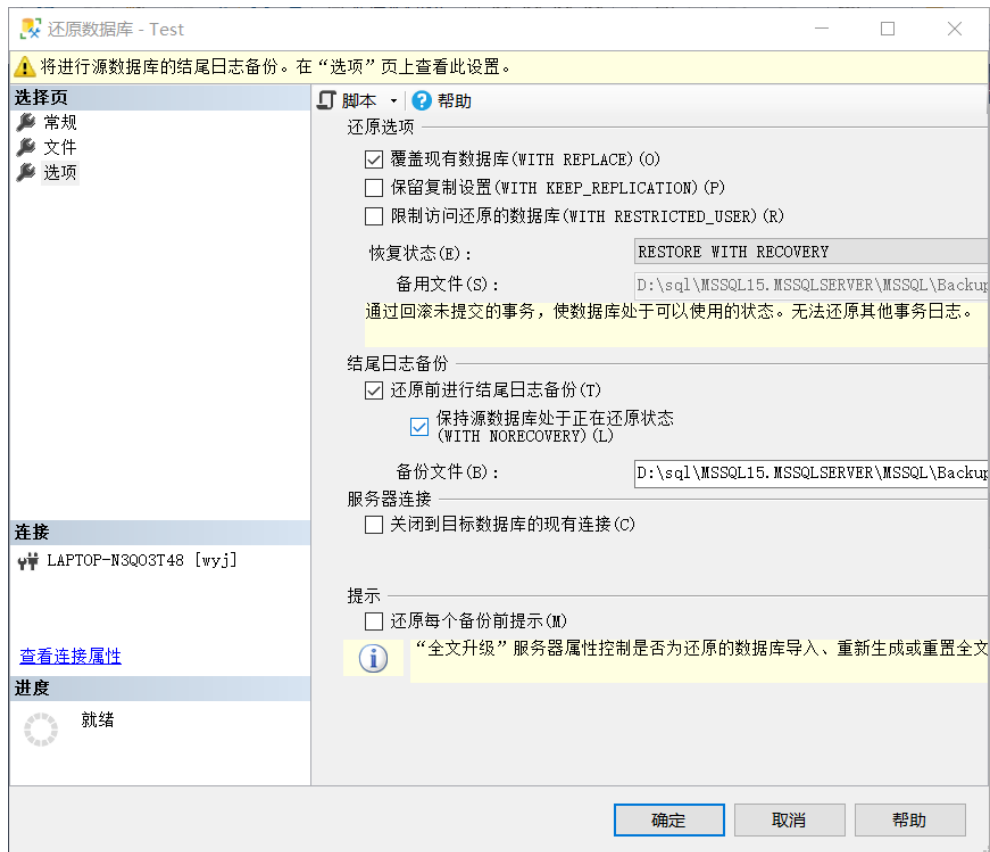 还原数据库 - Test
将进行源数据库的结尾日志备份。在“选项”页上查看此设置。
选择页
常规
文件
选项
脚本 帮助
还原选项
覆盖现有数据库(WITH REPLACE)(O)
保留复制设置(WITH KEEP_REPLICATION)(P)
限制访问还原的数据库(WITH RESTRICTED_USER)(R)
恢复状态(E): RESTORE WITH RECOVERY
备用文件(S): D:\sql\MSSQL15.MSSQLSERVER\MSSQL\Backup
通过回滚未提交的事务，使数据库处于可以使用的状态。无法还原其他事务日志。
结尾日志备份
还原前进行结尾日志备份(T)
保持源数据库处于正在还原状态
(WITH NORECOVERY)(L)
备份文件(B): D:\sql\MSSQL15.MSSQLSERVER\MSSQL\Backup
服务器连接
关闭到目标数据库的现有连接(C)
提示
还原每个备份前提示(M)
“全文升级”服务器属性控制是否为还原的数据库导入、重新生成或重置全文
连接
LAPTOP-N3QO3T48 [wyj]
查看连接属性
进度
就绪
确定 取消 帮助